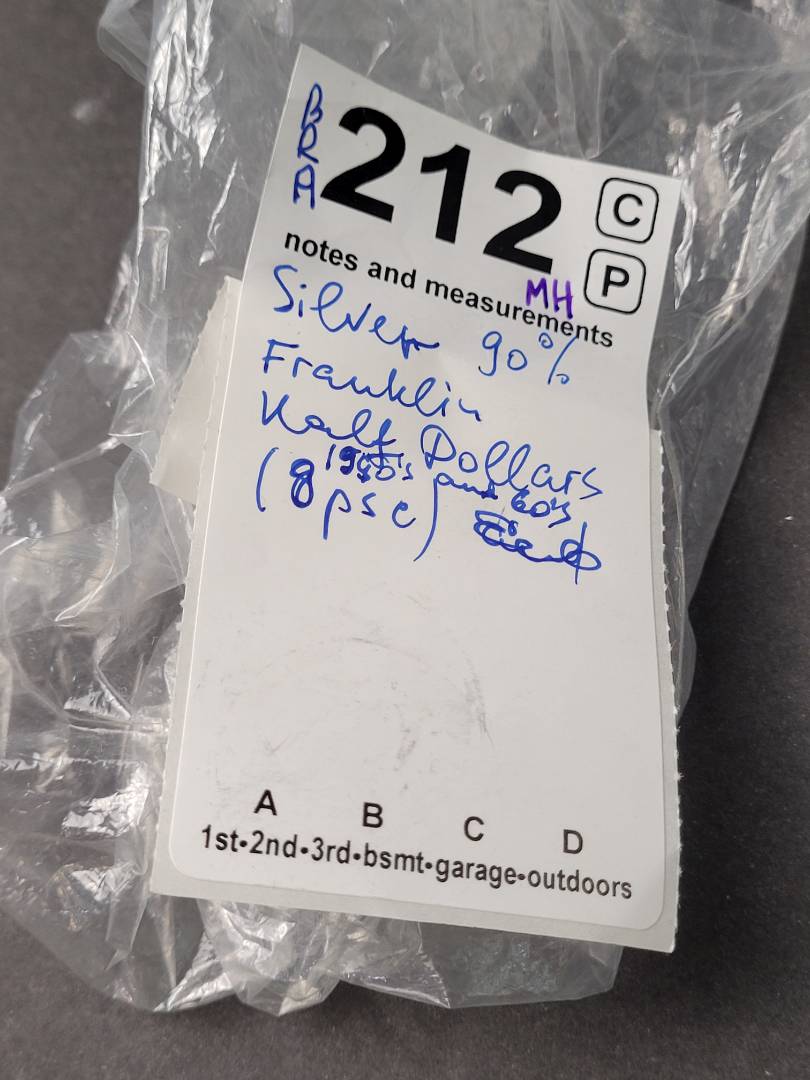 BRA
212
C
P
notes and measurements
MH
Silver 90%
Franklin
Half Dollars
1950's and 60's
(8 psc)
A B C D
1st•2nd•3rd•bsmt•garage•outdoors